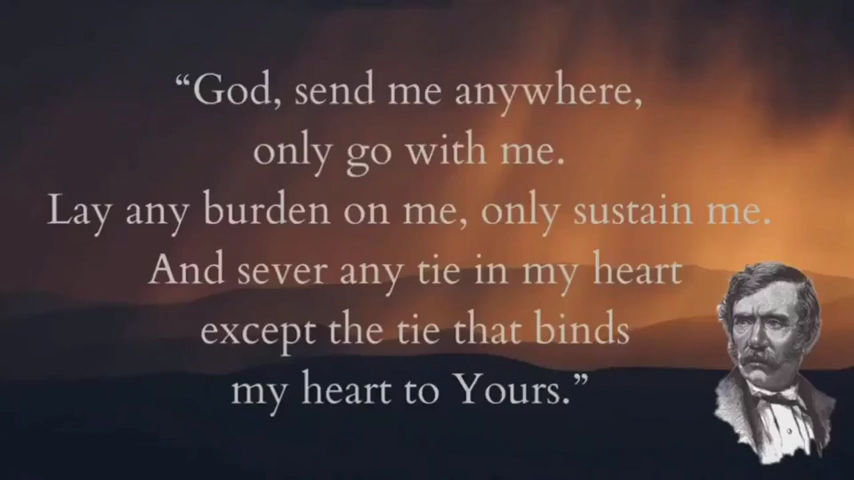 “God, send me anywhere,
only go with me.
Lay any burden on me, only sustain me.
And sever any tie in my heart
except the tie that binds
my heart to Yours.”